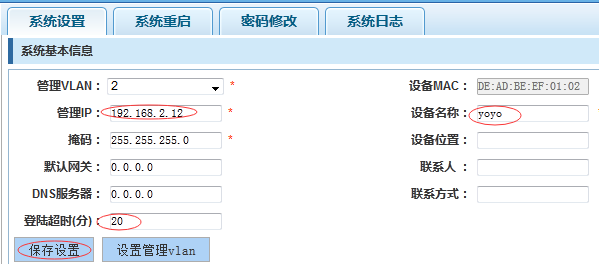 系统设置 系统重启 密码修改 系统日志
系统基本信息
管理VLAN： 2 * 设备MAC： DE:AD:BE:EF:01:02
管理IP： 192.168.2.12 * 设备名称： yoyo *
掩码： 255.255.255.0 * 设备位置：
默认网关： 0.0.0.0 联系人 ：
DNS服务器： 0.0.0.0 联系方式：
登陆超时(分)： 20
保存设置 设置管理vlan